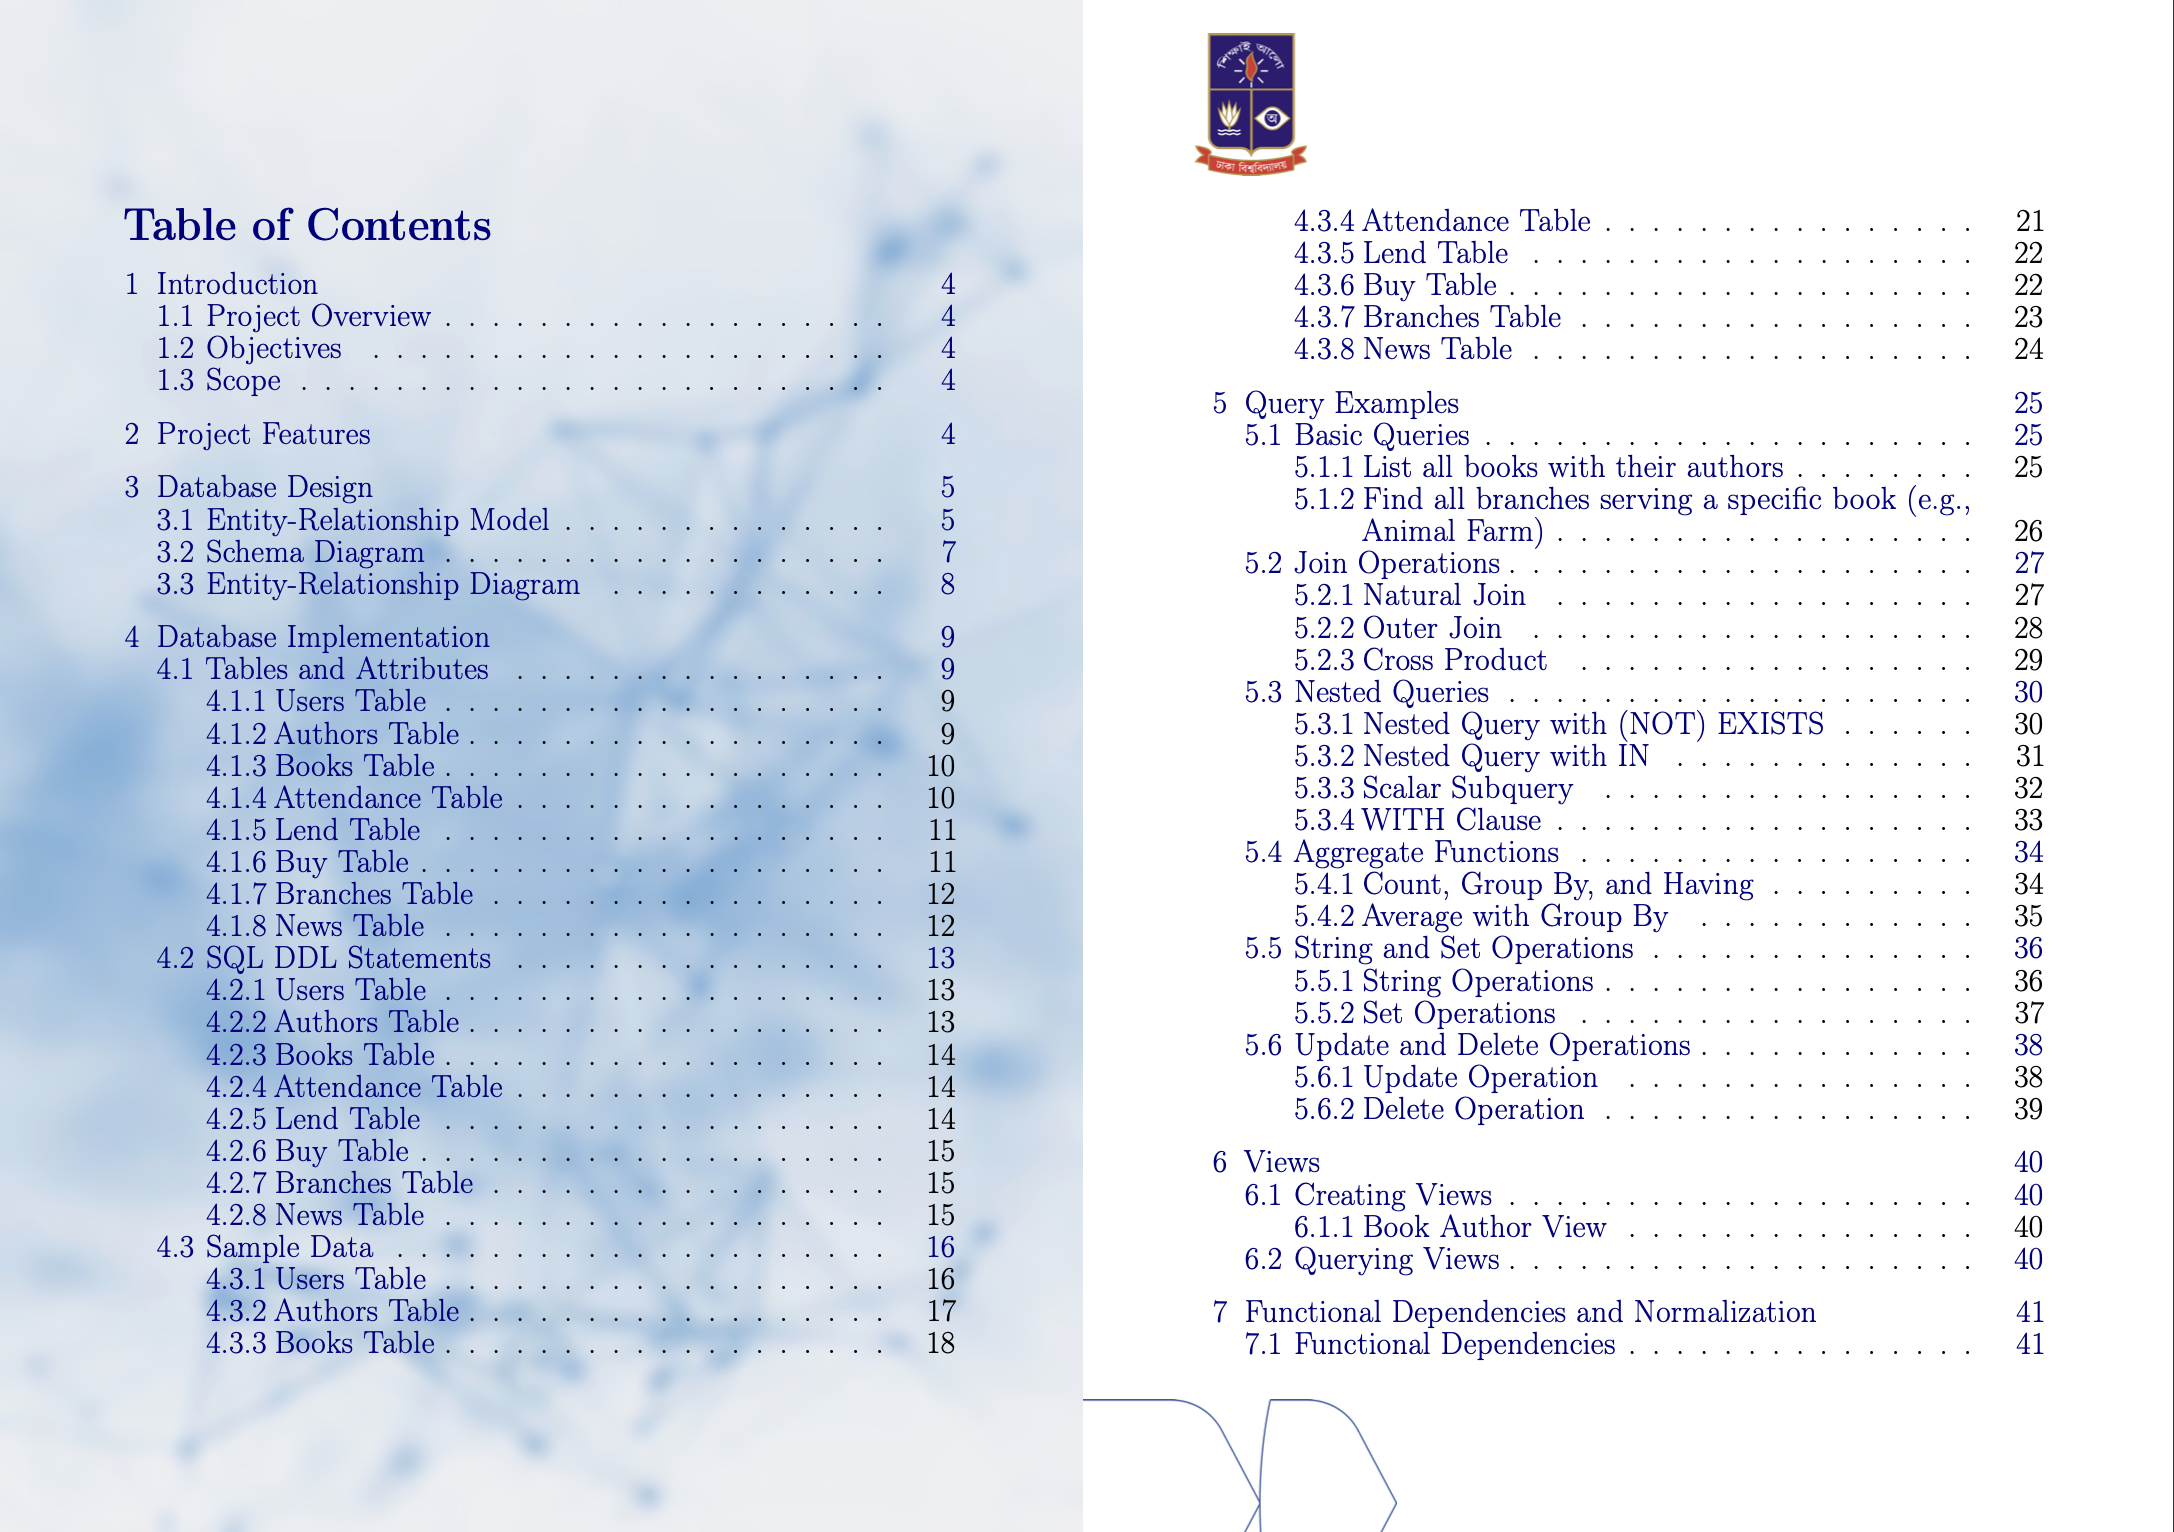 Table of Contents
1 Introduction 4
1.1 Project Overview . . . . . . . . . . . . . . . . . . . 4
1.2 Objectives . . . . . . . . . . . . . . . . . . . . . . 4
1.3 Scope . . . . . . . . . . . . . . . . . . . . . . . . . 4
2 Project Features 4
3 Database Design 5
3.1 Entity-Relationship Model . . . . . . . . . . . . . . 5
3.2 Schema Diagram . . . . . . . . . . . . . . . . . . . 7
3.3 Entity-Relationship Diagram . . . . . . . . . . . . 8
4 Database Implementation 9
4.1 Tables and Attributes . . . . . . . . . . . . . . . . 9
4.1.1 Users Table . . . . . . . . . . . . . . . . . . . 9
4.1.2 Authors Table . . . . . . . . . . . . . . . . . . 9
4.1.3 Books Table . . . . . . . . . . . . . . . . . . . 10
4.1.4 Attendance Table . . . . . . . . . . . . . . . . 10
4.1.5 Lend Table . . . . . . . . . . . . . . . . . . . 11
4.1.6 Buy Table . . . . . . . . . . . . . . . . . . . . 11
4.1.7 Branches Table . . . . . . . . . . . . . . . . . 12
4.1.8 News Table . . . . . . . . . . . . . . . . . . . 12
4.2 SQL DDL Statements . . . . . . . . . . . . . . . . 13
4.2.1 Users Table . . . . . . . . . . . . . . . . . . . 13
4.2.2 Authors Table . . . . . . . . . . . . . . . . . . 13
4.2.3 Books Table . . . . . . . . . . . . . . . . . . . 14
4.2.4 Attendance Table . . . . . . . . . . . . . . . . 14
4.2.5 Lend Table . . . . . . . . . . . . . . . . . . . 14
4.2.6 Buy Table . . . . . . . . . . . . . . . . . . . . 15
4.2.7 Branches Table . . . . . . . . . . . . . . . . . 15
4.2.8 News Table . . . . . . . . . . . . . . . . . . . 15
4.3 Sample Data . . . . . . . . . . . . . . . . . . . . . 16
4.3.1 Users Table . . . . . . . . . . . . . . . . . . . 16
4.3.2 Authors Table . . . . . . . . . . . . . . . . . . 17
4.3.3 Books Table . . . . . . . . . . . . . . . . . . . 18
শিক্ষাই আলো
অ
ঢাকা বিশ্ববিদ্যালয়
4.3.4 Attendance Table . . . . . . . . . . . . . . . . 21
4.3.5 Lend Table . . . . . . . . . . . . . . . . . . . 22
4.3.6 Buy Table . . . . . . . . . . . . . . . . . . . . 22
4.3.7 Branches Table . . . . . . . . . . . . . . . . . 23
4.3.8 News Table . . . . . . . . . . . . . . . . . . . 24
5 Query Examples 25
5.1 Basic Queries . . . . . . . . . . . . . . . . . . . . . 25
5.1.1 List all books with their authors . . . . . . . . 25
5.1.2 Find all branches serving a specific book (e.g.,
Animal Farm) . . . . . . . . . . . . . . . . . . 26
5.2 Join Operations . . . . . . . . . . . . . . . . . . . . 27
5.2.1 Natural Join . . . . . . . . . . . . . . . . . . 27
5.2.2 Outer Join . . . . . . . . . . . . . . . . . . . 28
5.2.3 Cross Product . . . . . . . . . . . . . . . . . 29
5.3 Nested Queries . . . . . . . . . . . . . . . . . . . . 30
5.3.1 Nested Query with (NOT) EXISTS . . . . . . 30
5.3.2 Nested Query with IN . . . . . . . . . . . . . 31
5.3.3 Scalar Subquery . . . . . . . . . . . . . . . . 32
5.3.4 WITH Clause . . . . . . . . . . . . . . . . . . 33
5.4 Aggregate Functions . . . . . . . . . . . . . . . . . 34
5.4.1 Count, Group By, and Having . . . . . . . . . 34
5.4.2 Average with Group By . . . . . . . . . . . . 35
5.5 String and Set Operations . . . . . . . . . . . . . . 36
5.5.1 String Operations . . . . . . . . . . . . . . . . 36
5.5.2 Set Operations . . . . . . . . . . . . . . . . . 37
5.6 Update and Delete Operations . . . . . . . . . . . . 38
5.6.1 Update Operation . . . . . . . . . . . . . . . 38
5.6.2 Delete Operation . . . . . . . . . . . . . . . . 39
6 Views 40
6.1 Creating Views . . . . . . . . . . . . . . . . . . . . 40
6.1.1 Book Author View . . . . . . . . . . . . . . . 40
6.2 Querying Views . . . . . . . . . . . . . . . . . . . . 40
7 Functional Dependencies and Normalization 41
7.1 Functional Dependencies . . . . . . . . . . . . . . . 41